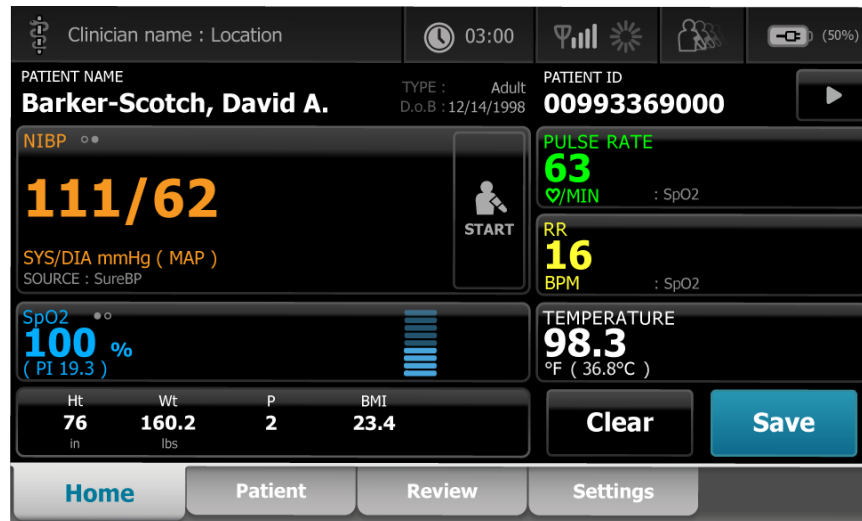 Clinician name : Location
03:00
(50%)
PATIENT NAME
Barker-Scotch, David A.
TYPE : Adult
D.o.B : 12/14/1998
PATIENT ID
00993369000
NIBP
111/62
START
SYS/DIA mmHg ( MAP )
SOURCE : SureBP
PULSE RATE
63
/MIN : SpO2
RR
16
BPM : SpO2
SpO2
100 %
( PI 19.3 )
TEMPERATURE
98.3
°F ( 36.8°C )
Ht Wt P BMI
76 160.2 2 23.4
in lbs
Clear Save
Home Patient Review Settings